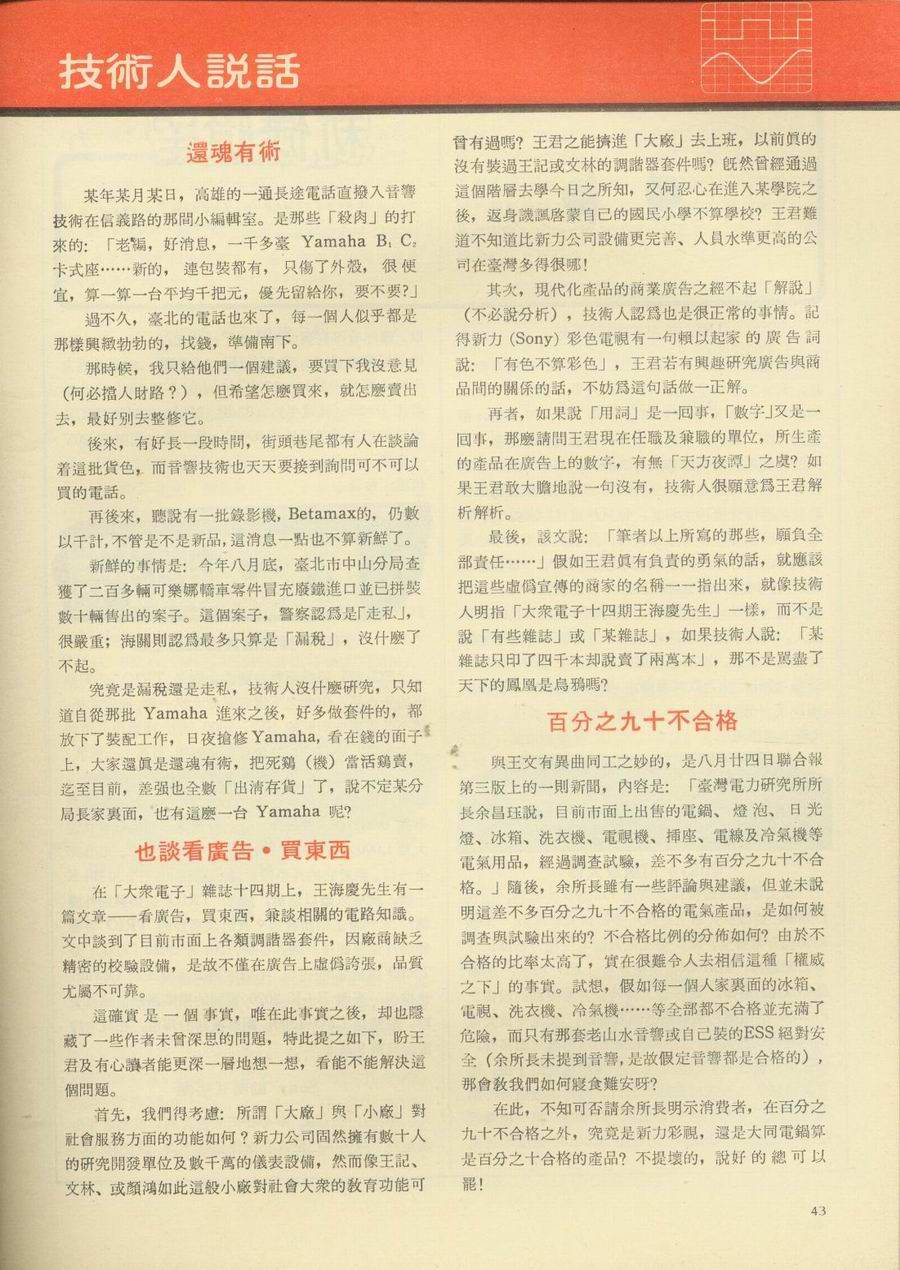 技術人説話
還魂有術
某年某月某日，高雄的一通長途電話直撥入音響
技術在信義路的那間小編輯室。是那些「殺肉」的打
來的：「老編，好消息，一千多臺 Yamaha B₁ C₂
卡式座……新的， 連包裝都有， 只傷了外殼， 很 便
宜，算一算一台平均千把元，優先留給你，要不要?」
過不久，臺北的電話也來了，每一個人似乎都是
那樣興緻勃勃的，找錢，準備南下。
那時候，我只給他們一個建議，要買下我沒意見
（何必擋人財路？），但希望怎麽買來，就怎麽賣出
去，最好别去整修它。
後來，有好長一段時間，街頭巷尾都有人在談論
着這批貨色，而音響技術也天天要接到詢問可不可以
買的電話。
再後來，聽說有一批錄影機，Betamax的，仍數
以千計，不管是不是新品，這消息一點也不算新鮮了。
新鮮的事情是：今年八月底，臺北市中山分局查
獲了二百多輛可樂娜轎車零件冒充廢鐵進口並已拼裝
數十輛售出的案子。這個案子，警察認爲是「走私」，
很嚴重；海關則認爲最多只算是「漏稅」，沒什麽了
不起。
究竟是漏稅還是走私，技術人沒什麽研究，只知
道自從那批 Yamaha 進來之後，好多做套件的，都
放下了裝配工作，日夜搶修 Yamaha，看在錢的面子
上，大家還眞是還魂有術，把死鷄（機）當活鷄賣，
迄至目前，差强也全數「出清存貨」了，說不定某分
局長家裏面，也有這麽一台 Yamaha 呢?
也談看廣告•買東西
在「大衆電子」雜誌十四期上，王海慶先生有一
篇文章——看廣告，買東西，兼談相關的電路知識。
文中談到了目前市面上各類調諧器套件，因廠商缺乏
精密的校驗設備，是故不僅在廣告上虛僞誇張，品質
尤屬不可靠。
這確實 是 一 個 事實，唯在此事實之後，却也隱
藏了一些作者未曾深思的問題，特此提之如下，盼王
君及有心讀者能更深一層地想一想，看能不能解決這
個問題。
首先，我們得考慮：所謂「大廠」與「小廠」對
社會服務方面的功能如何？新力公司固然擁有數十人
的研究開發單位及數千萬的儀表設備，然而像王記、
文林、或顏鴻如此這般小廠對社會大衆的教育功能可
曾有過嗎？王君之能擠進「大廠」去上班，以前眞的
沒有裝過王記或文林的調諧器套件嗎？旣然曾經通過
這個階層去學今日之所知，又何忍心在進入某學院之
後，返身譏諷啓蒙自己的國民小學不算學校？王君難
道不知道比新力公司設備更完善、人員水準更高的公
司在臺灣多得很哪!
其次，現代化產品的商業廣告之經不起「解說」
（不必說分析），技術人認爲也是很正常的事情。記
得新力 (Sony) 彩色電視有一句賴以起家 的 廣 告 詞
說：「有色不算彩色」，王君若有興趣研究廣告與商
品間的關係的話，不妨爲這句話做一正解。
再者，如果說「用詞」是一囘事，「數字」又是一
囘事，那麽請問王君現在任職及兼職的單位，所生產
的產品在廣告上的數字，有無「天方夜譚」之處？如
果王君敢大膽地說一句沒有，技術人很願意爲王君解
析解析。
最後，該文說：「筆者以上所寫的那些，願負全
部責任……」假如王君眞有負責的勇氣的話，就應該
把這些虛僞宣傳的商家的名稱一一指出來，就像技術
人明指「大衆電子十四期王海慶先生」一樣，而不是
說「有些雜誌」或「某雜誌」，如果技術人說：「某
雜誌只印了四千本却說賣了兩萬本」，那不是罵盡了
天下的鳳凰是烏鴉嗎?
百分之九十不合格
與王文有異曲同工之妙的，是八月廿四日聯合報
第三版上的一則新聞，內容是：「臺灣電力研究所所
長余昌珏說，目前市面上出售的電鍋、 燈 泡、 日 光
燈、冰箱、洗衣機、電視機、揷座、電線及冷氣機等
電氣用品，經過調查試驗，差不多有百分之九十不合
格。」隨後，余所長雖有一些評論與建議，但並未說
明這差不多百分之九十不合格的電氣產品，是如何被
調查與試驗出來的？不合格比例的分佈如何？由於不
合格的比率太高了，實在很難令人去相信這種「權威
之下」的事實。試想，假如每一個人家裏面的冰箱、
電視、洗衣機、冷氣機……等全部都不合格並充滿了
危險，而只有那套老山水音響或自己裝的ESS 絕對安
全（余所長未提到音響，是故假定音響都是合格的），
那會敎我們如何寢食難安呀?
在此，不知可否請余所長明示消費者，在百分之
九十不合格之外，究竟是新力彩視，還是大同電鍋算
是百分之十合格的產品？不提壞的，說 好 的 總 可 以
罷!
43